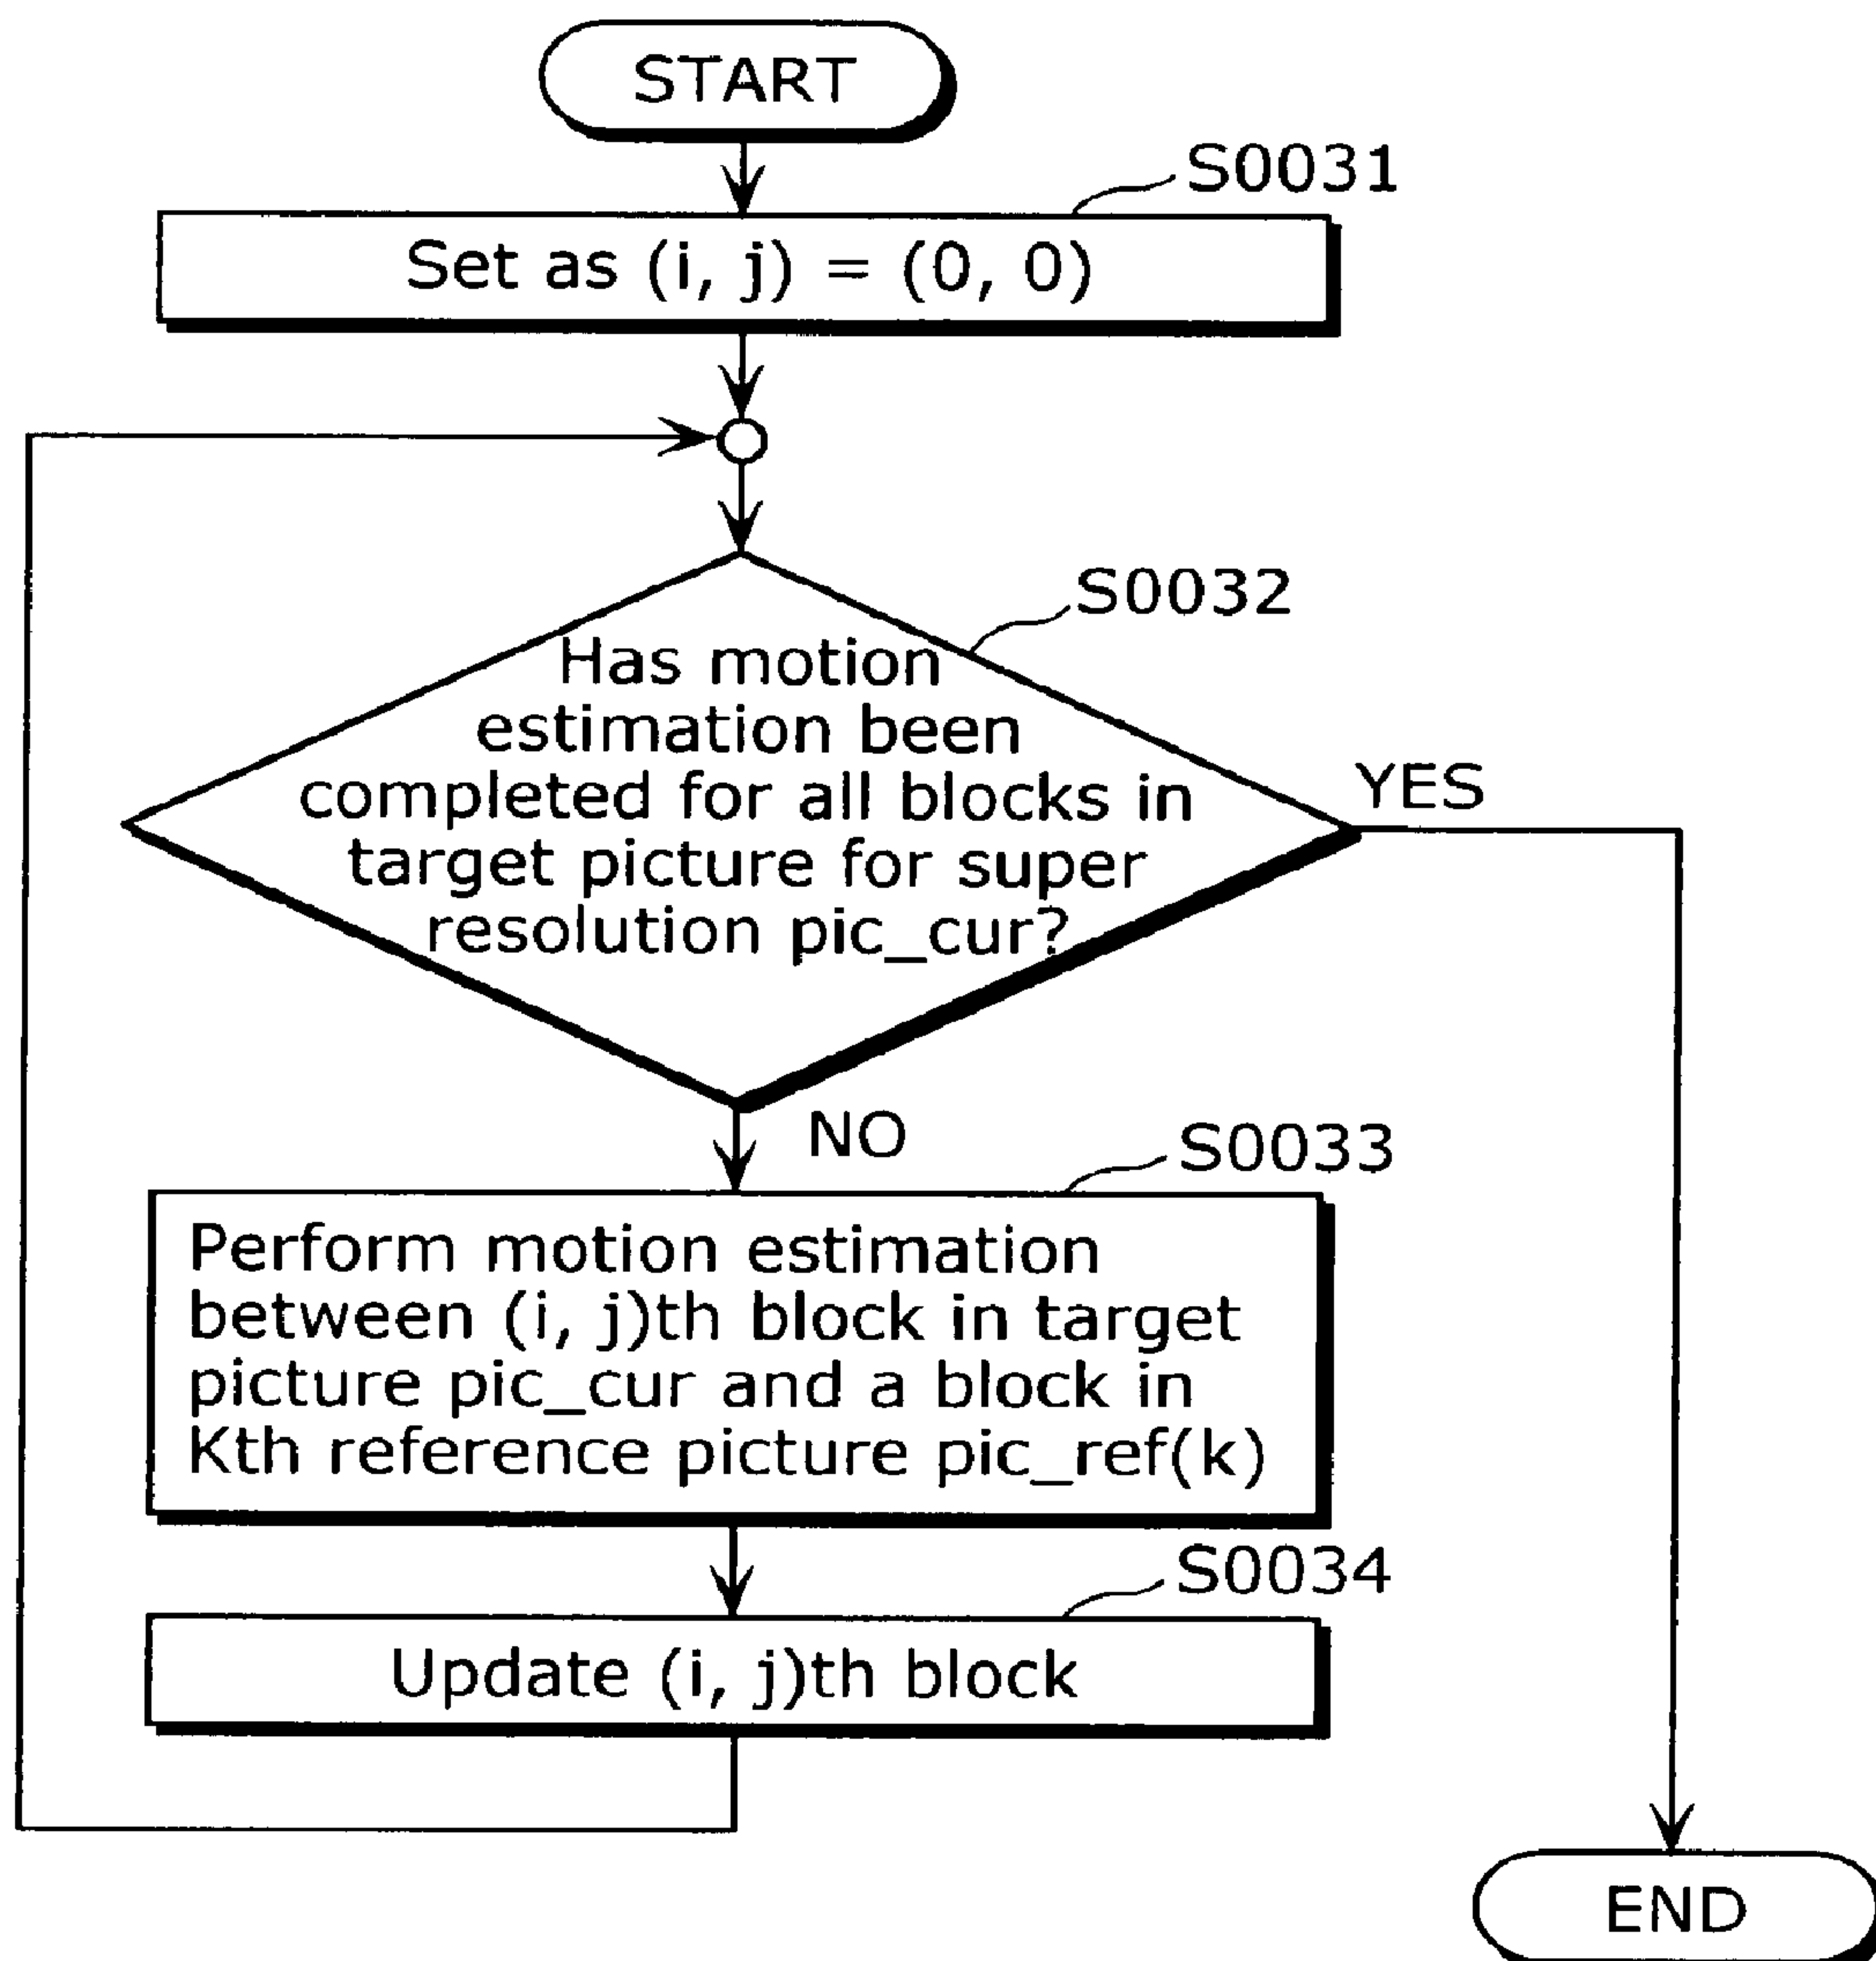 START
S0031
Set as (i, j) = (0, 0)
S0032
Has motion
estimation been
completed for all blocks in
target picture for super
resolution pic_cur?
YES
NO
S0033
Perform motion estimation
between (i, j)th block in target
picture pic_cur and a block in
Kth reference picture pic_ref(k)
S0034
Update (i, j)th block
END